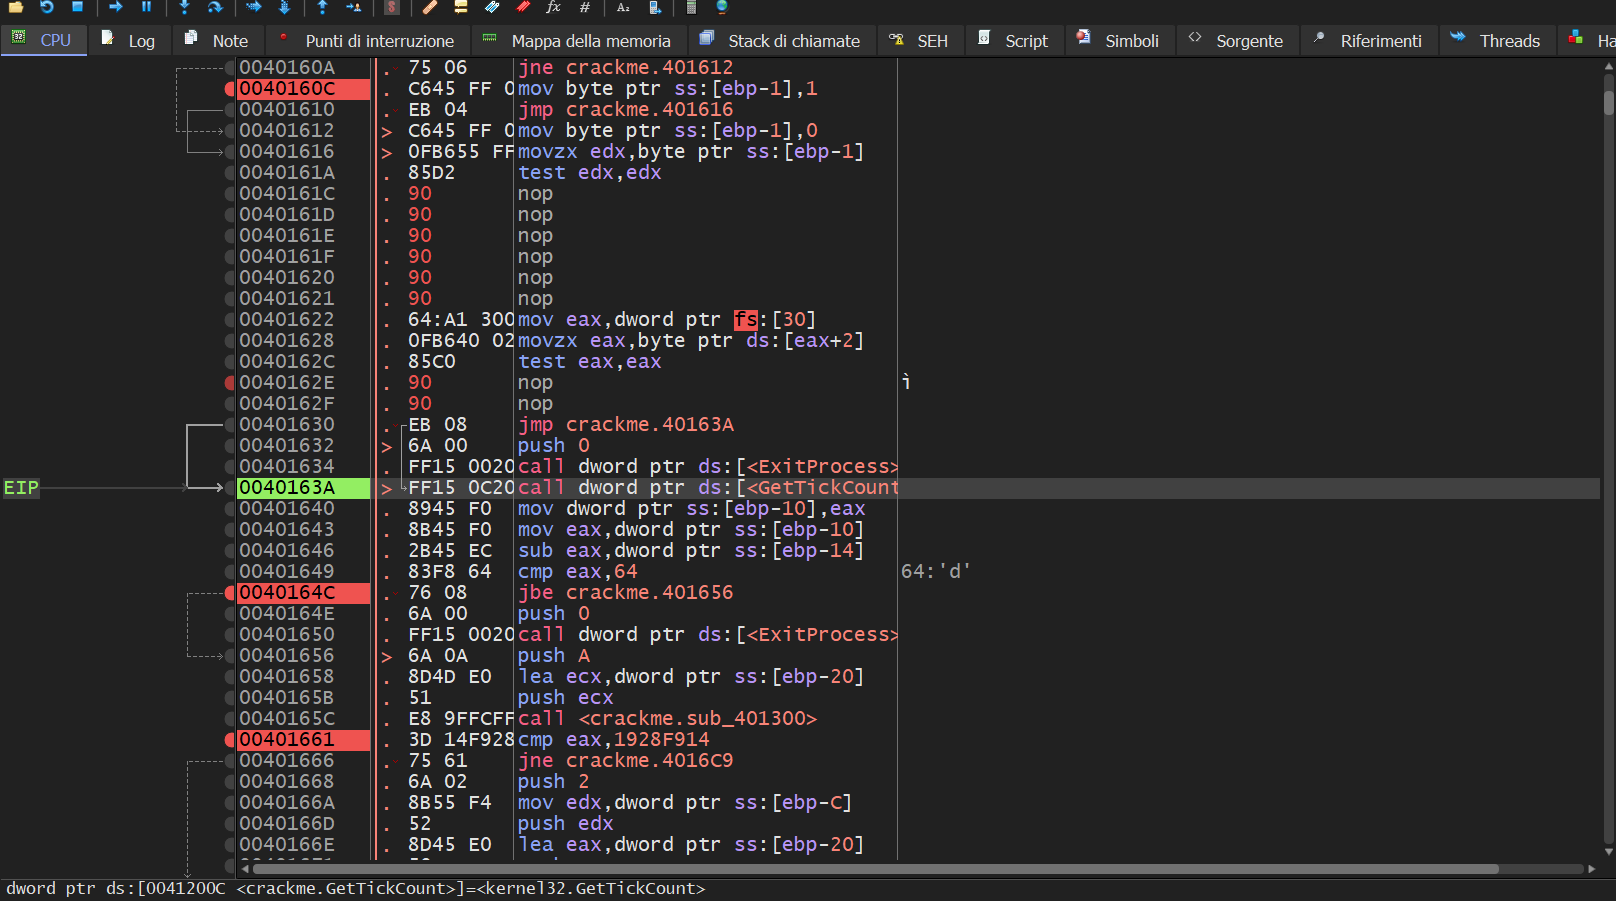 CPU Log Note Punti di interruzione Mappa della memoria Stack di chiamate SEH Script Simboli Sorgente Riferimenti Threads Ha
0040160A . 75 06 jne crackme.401612
0040160C . C645 FF 0 mov byte ptr ss:[ebp-1],1
00401610 . EB 04 jmp crackme.401616
00401612 > C645 FF 0 mov byte ptr ss:[ebp-1],0
00401616 > 0FB655 FF movzx edx,byte ptr ss:[ebp-1]
0040161A . 85D2 test edx,edx
0040161C . 90 nop
0040161D . 90 nop
0040161E . 90 nop
0040161F . 90 nop
00401620 . 90 nop
00401621 . 90 nop
00401622 . 64:A1 300 mov eax,dword ptr fs:[30]
00401628 . 0FB640 02 movzx eax,byte ptr ds:[eax+2]
0040162C . 85C0 test eax,eax
0040162E . 90 nop ì
0040162F . 90 nop
00401630 . EB 08 jmp crackme.40163A
00401632 > 6A 00 push 0
00401634 . FF15 0020 call dword ptr ds:[<ExitProcess>
EIP 0040163A > FF15 0C20 call dword ptr ds:[<GetTickCount
00401640 . 8945 F0 mov dword ptr ss:[ebp-10],eax
00401643 . 8B45 F0 mov eax,dword ptr ss:[ebp-10]
00401646 . 2B45 EC sub eax,dword ptr ss:[ebp-14]
00401649 . 83F8 64 cmp eax,64 64:'d'
0040164C . 76 08 jbe crackme.401656
0040164E . 6A 00 push 0
00401650 . FF15 0020 call dword ptr ds:[<ExitProcess>
00401656 > 6A 0A push A
00401658 . 8D4D E0 lea ecx,dword ptr ss:[ebp-20]
0040165B . 51 push ecx
0040165C . E8 9FFCFF call <crackme.sub_401300>
00401661 . 3D 14F928 cmp eax,1928F914
00401666 . 75 61 jne crackme.4016C9
00401668 . 6A 02 push 2
0040166A . 8B55 F4 mov edx,dword ptr ss:[ebp-C]
0040166D . 52 push edx
0040166E . 8D45 E0 lea eax,dword ptr ss:[ebp-20]
dword ptr ds:[0041200C <crackme.GetTickCount>]=<kernel32.GetTickCount>